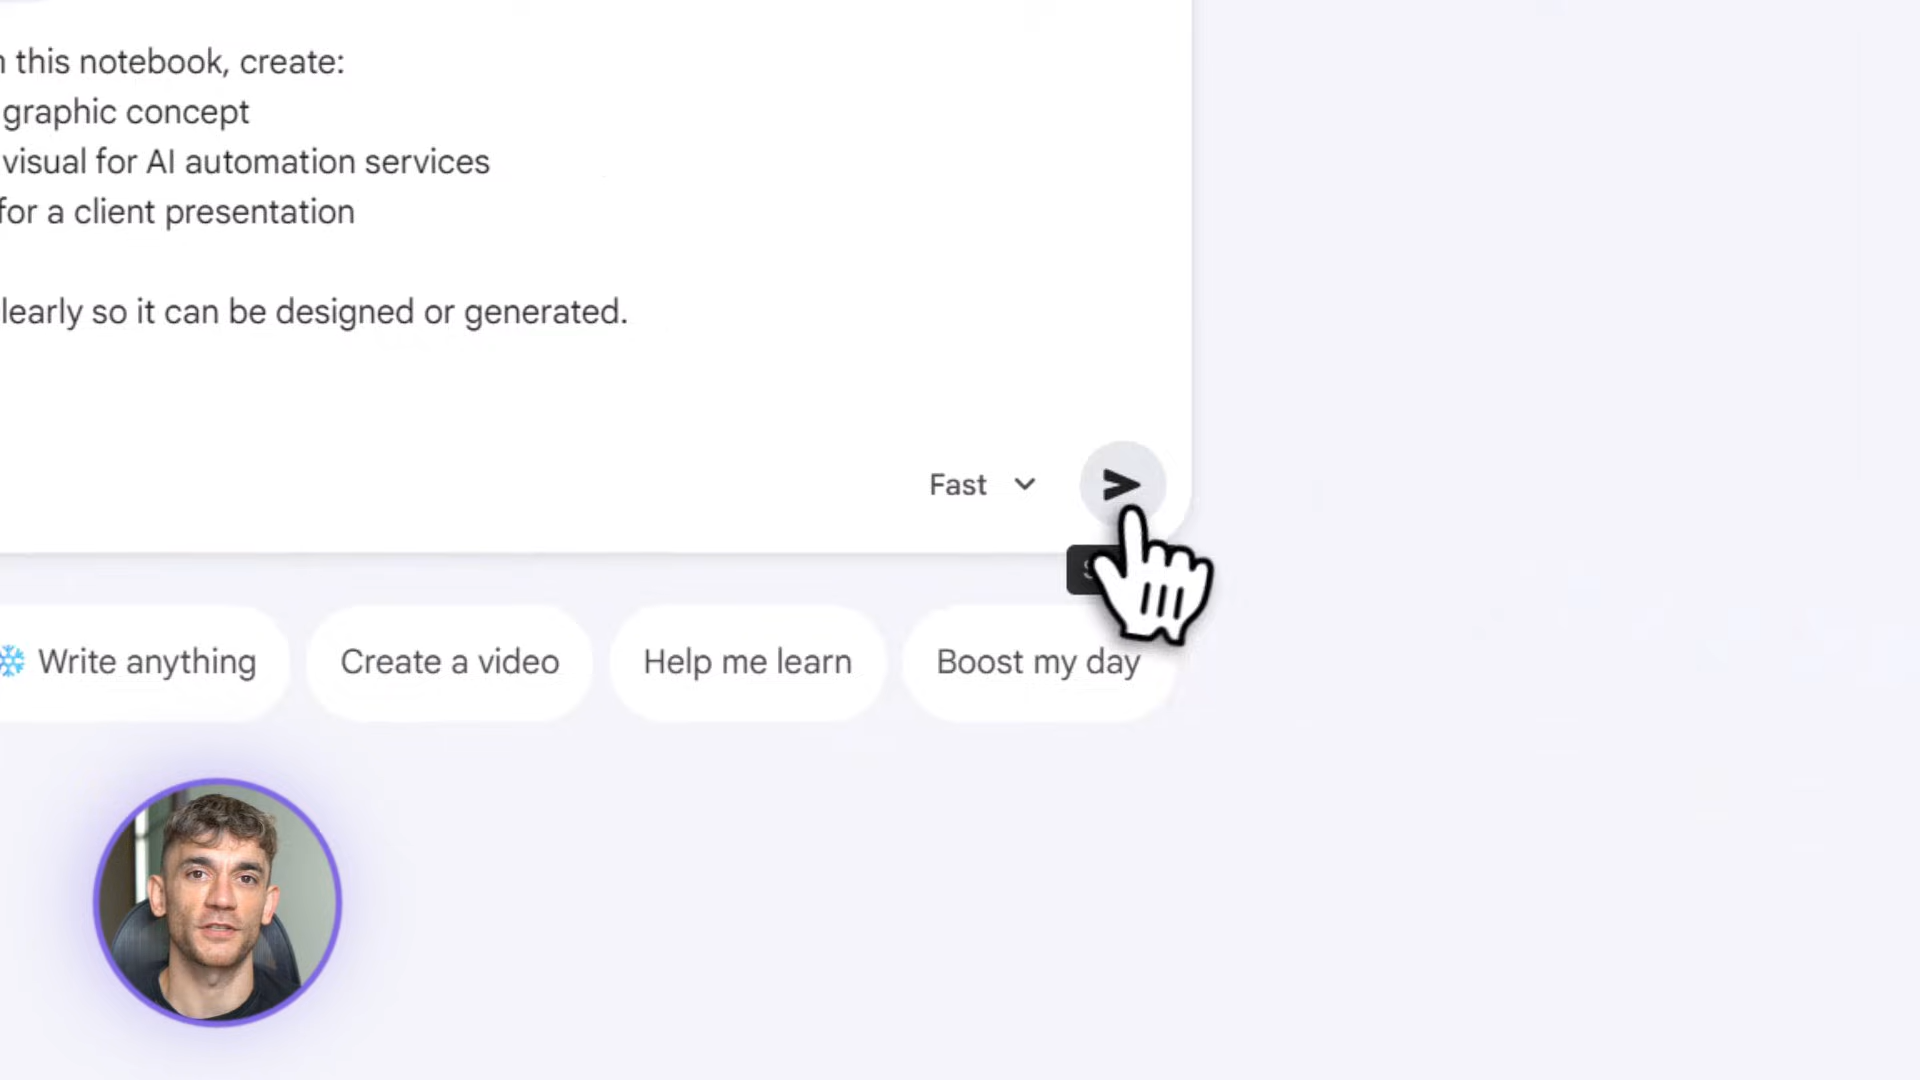 this notebook, create:
graphic concept
visual for AI automation services
for a client presentation
learly so it can be designed or generated.
Fast
Write anything
Create a video
Help me learn
Boost my day